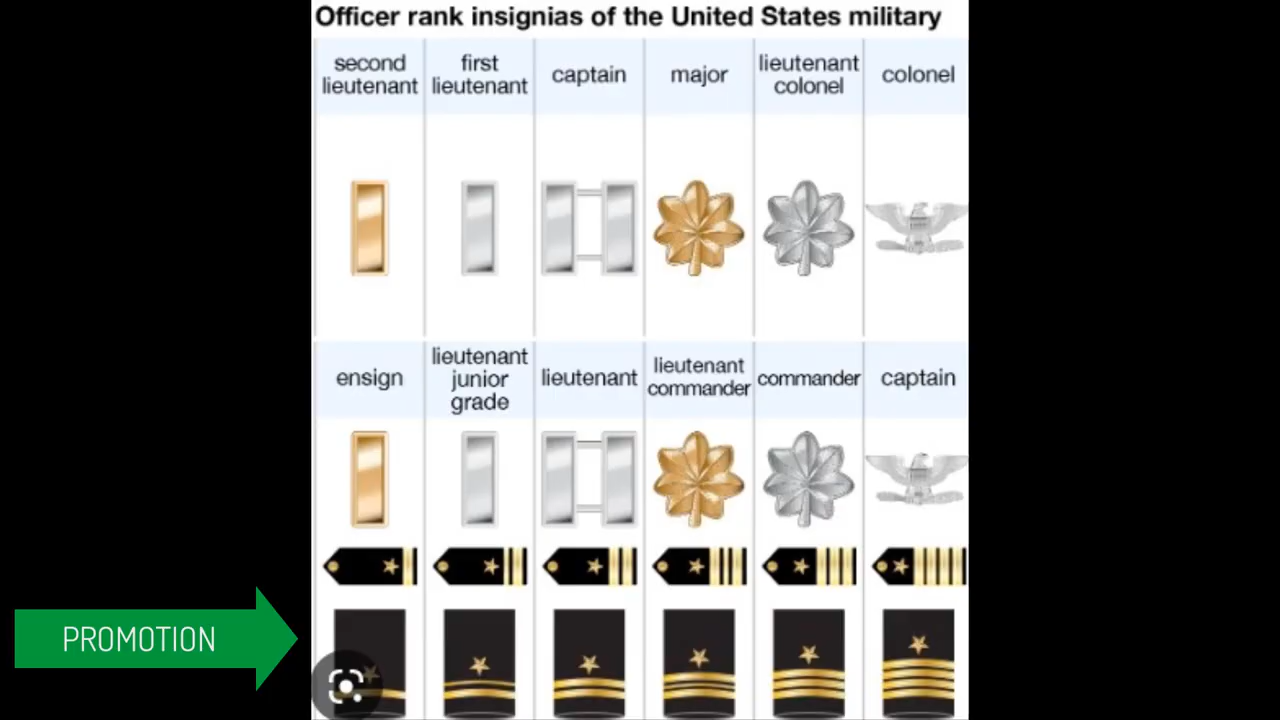 Officer rank insignias of the United States military
second
lieutenant
first
lieutenant
captain
major
lieutenant
colonel
colonel
ensign
lieutenant
junior
grade
lieutenant
lieutenant
commander
commander
captain
PROMOTION